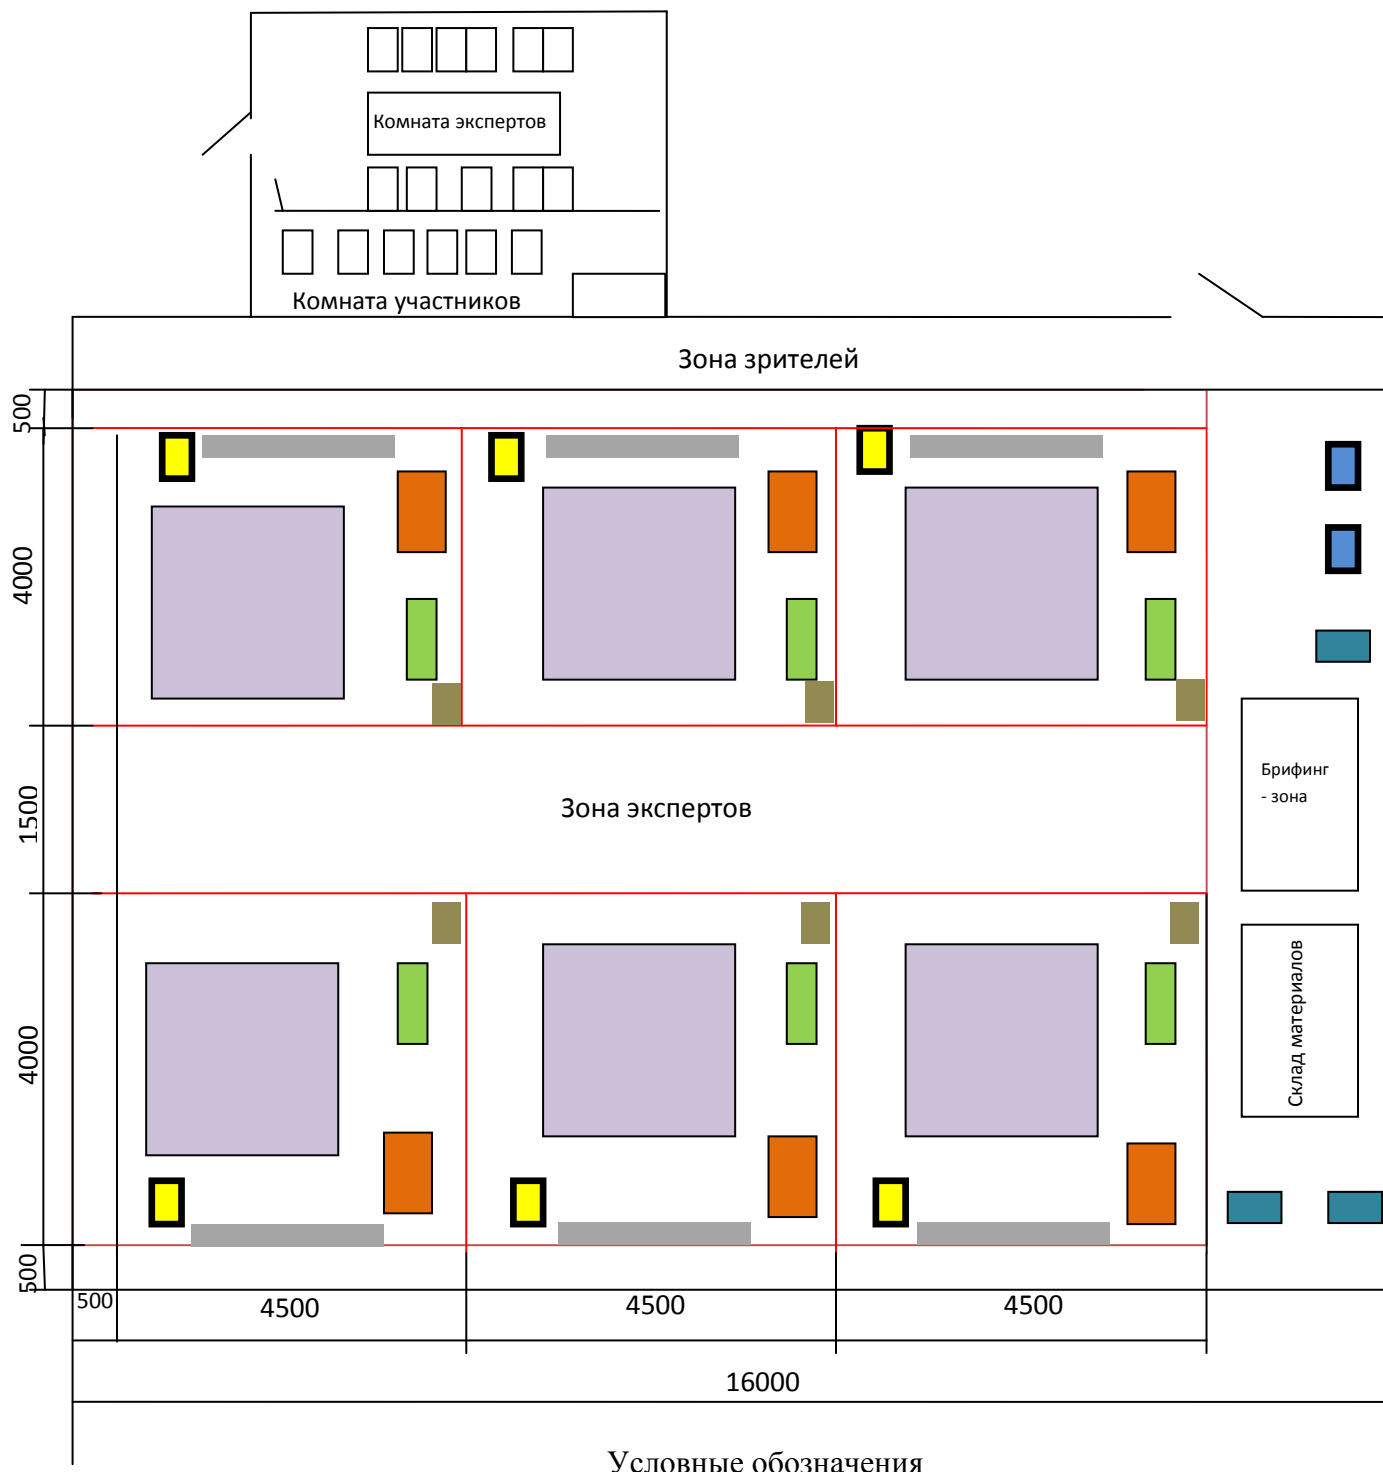 Комната экспертов
Комната участников
Зона зрителей
500
4000
1500
4000
500
Зона экспертов
Брифинг
- зона
Склад материалов
500
4500
4500
4500
16000
Условные обозначения